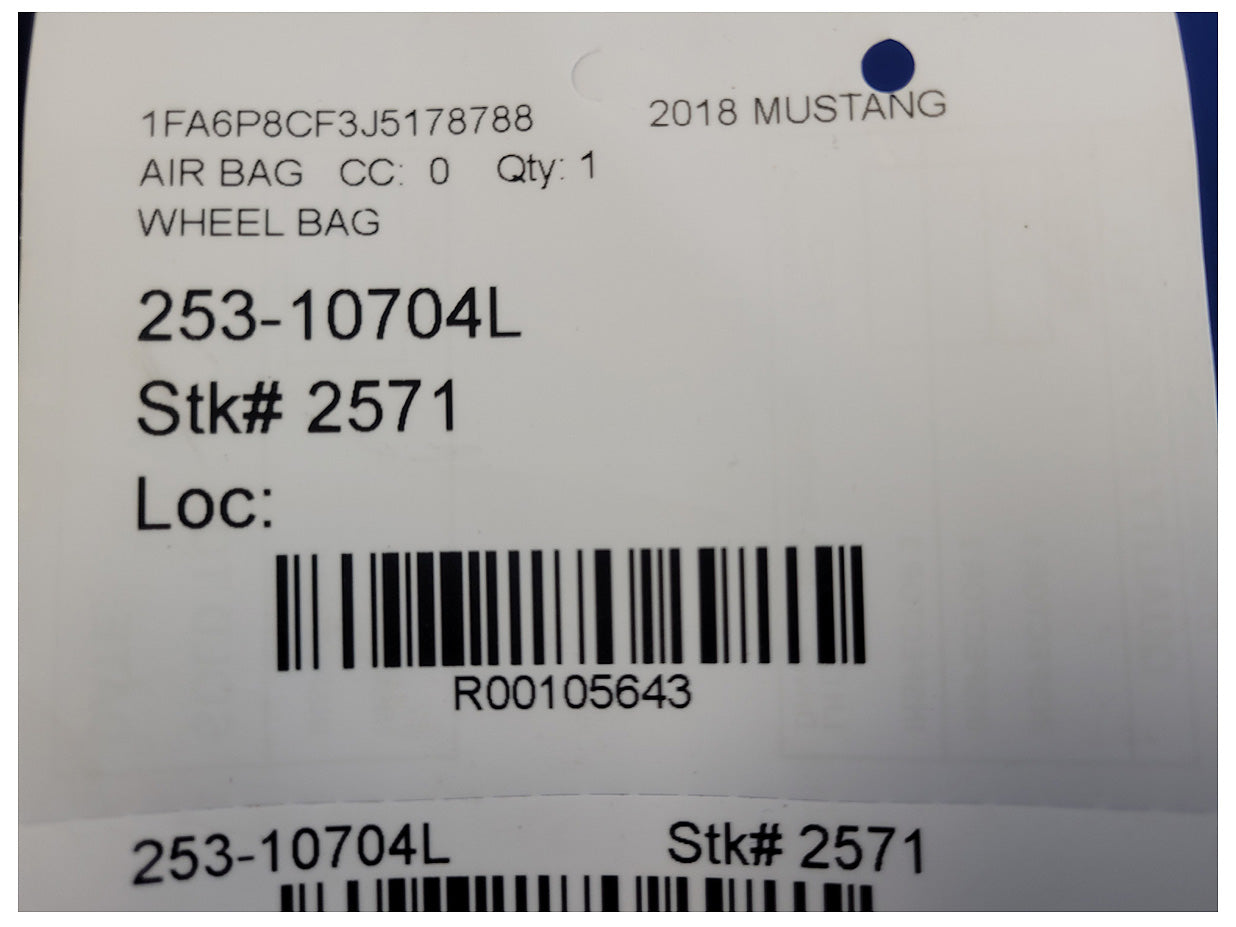 1FA6P8CF3J5178788 2018 MUSTANG
AIR BAG CC: 0 Qty: 1
WHEEL BAG
253-10704L
Stk# 2571
Loc:
R00105643
253-10704L Stk# 2571